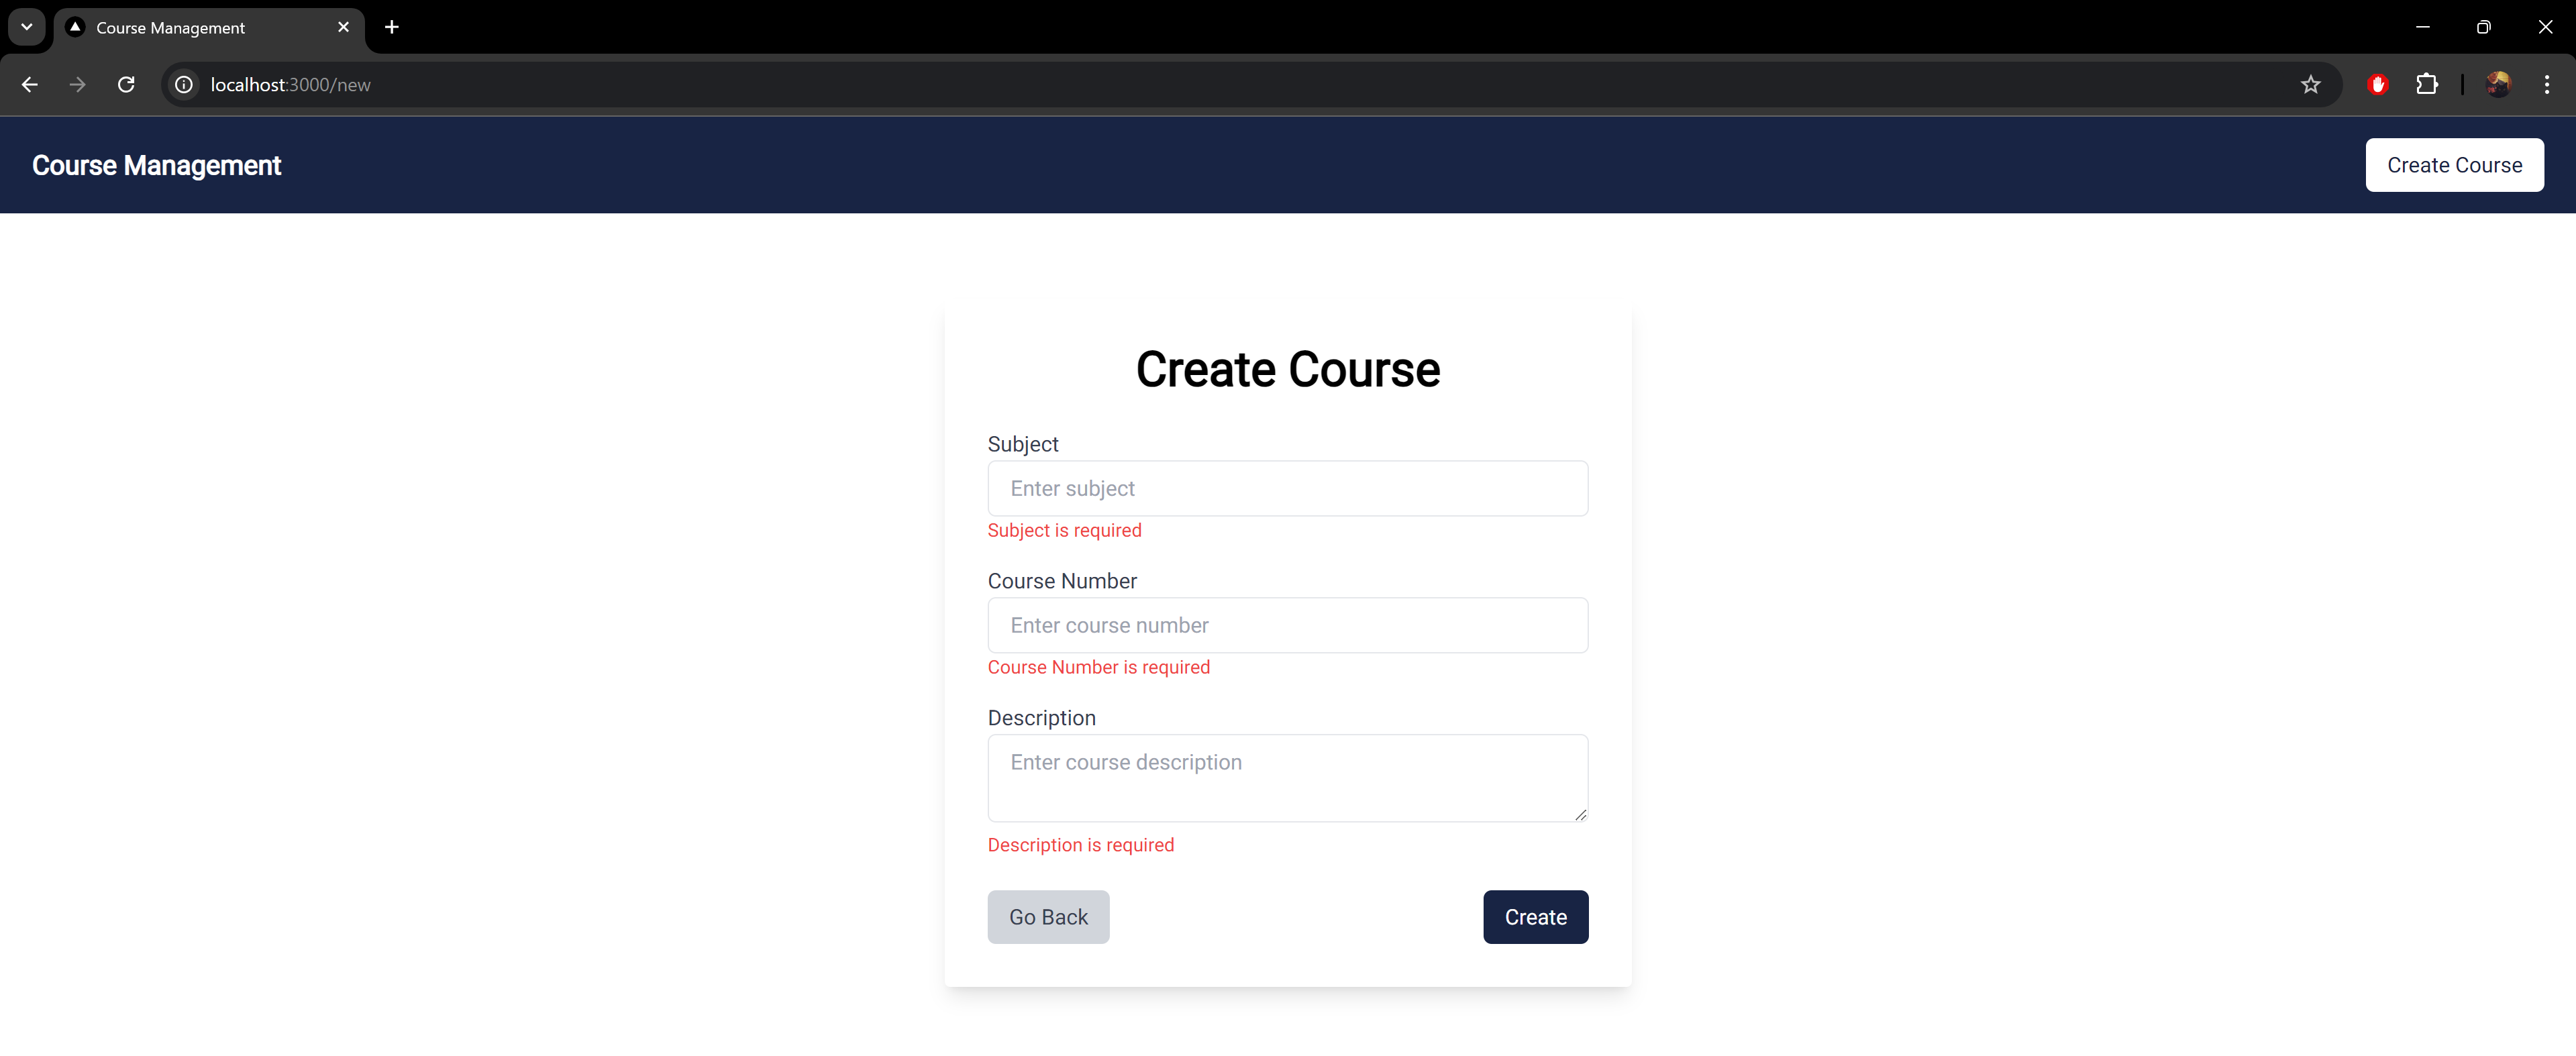 Course Management
localhost:3000/new
Course Management
Create Course
Create Course
Subject
Enter subject
Subject is required
Course Number
Enter course number
Course Number is required
Description
Enter course description
Description is required
Go Back
Create